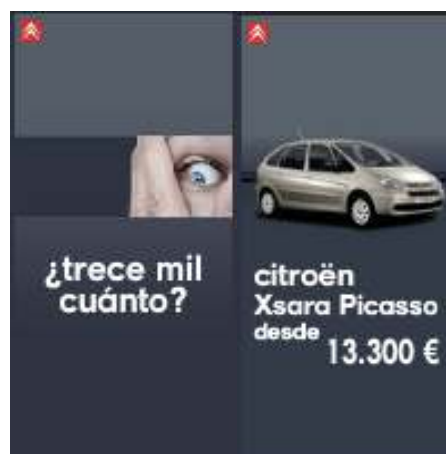 ¿trece mil
cuánto?
citroën
Xsara Picasso
desde
13.300 €